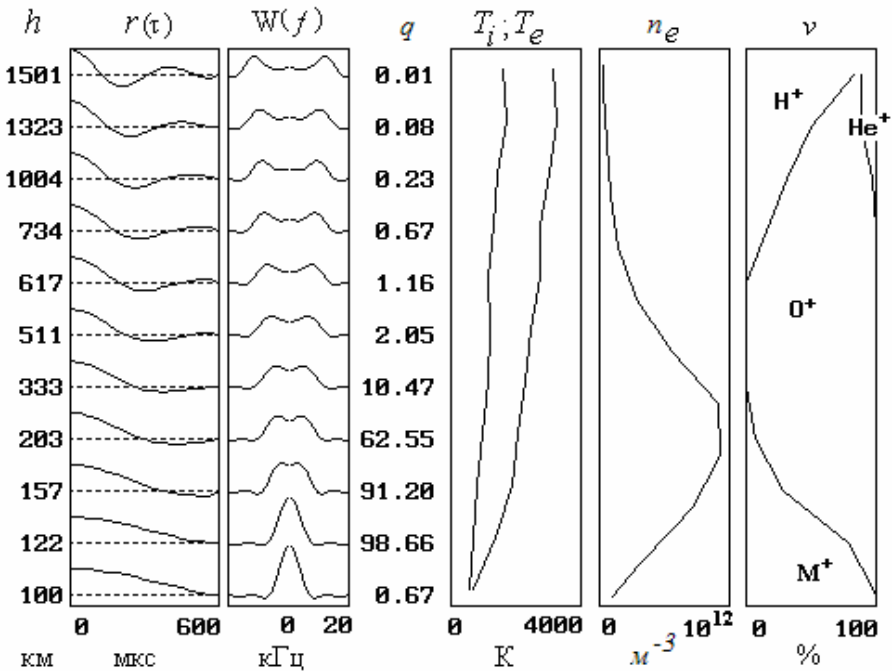 h r(τ) W(f) q T_i ; T_e n_e ν
1501 0.01
H⁺
1323 0.08 He⁺
1004 0.23
734 0.67
617 1.16
O⁺
511 2.05
333 10.47
203 62.55
157 91.20
122 98.66
M⁺
100 0.67
0 600 0 20 0 4000 0 10¹² 0 100
км мкс кГц К м⁻³ %